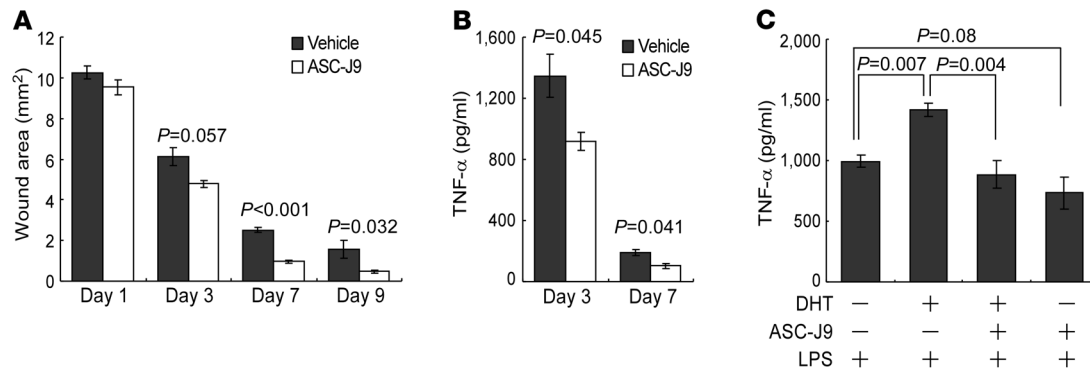 A
Wound area (mm²)
12
10
8
6
4
2
0
Vehicle
ASC-J9
P=0.057
P<0.001
P=0.032
Day 1 Day 3 Day 7 Day 9
B
TNF-α (pg/ml)
1,600
1,200
800
400
0
P=0.045
Vehicle
ASC-J9
P=0.041
Day 3 Day 7
C
TNF-α (pg/ml)
2,000
1,500
1,000
500
0
P=0.08
P=0.007 P=0.004
DHT − + + −
ASC-J9 − − + +
LPS + + + +